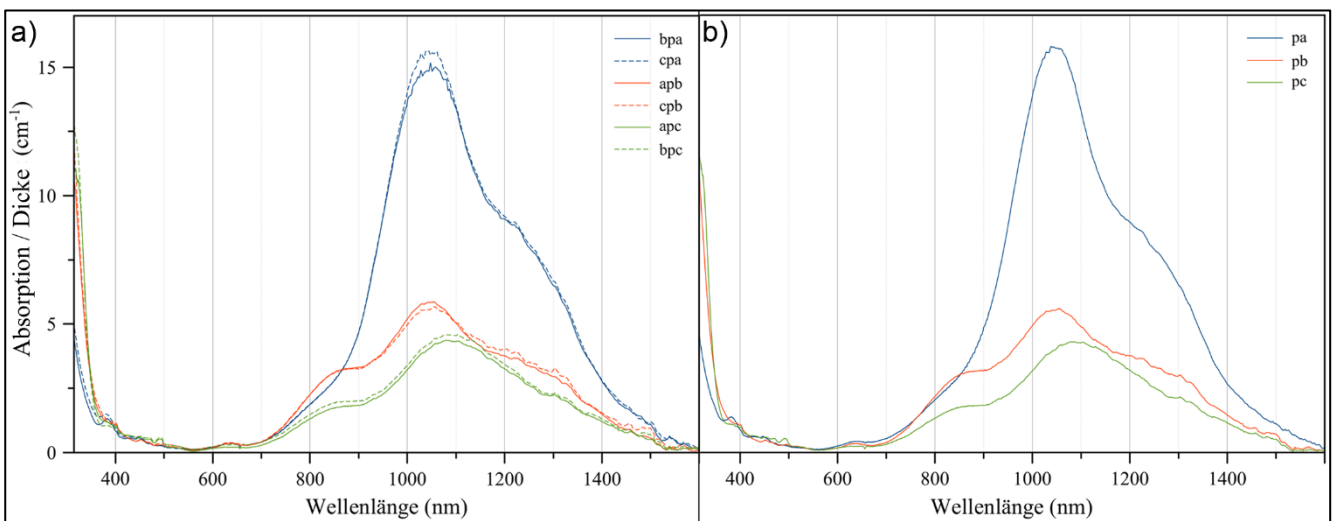 a)
bpa
cpa
apb
cpb
apc
bpc
15
10
5
0
Absorption / Dicke (cm⁻¹)
400 600 800 1000 1200 1400
Wellenlänge (nm)
b)
pa
pb
pc
400 600 800 1000 1200 1400
Wellenlänge (nm)